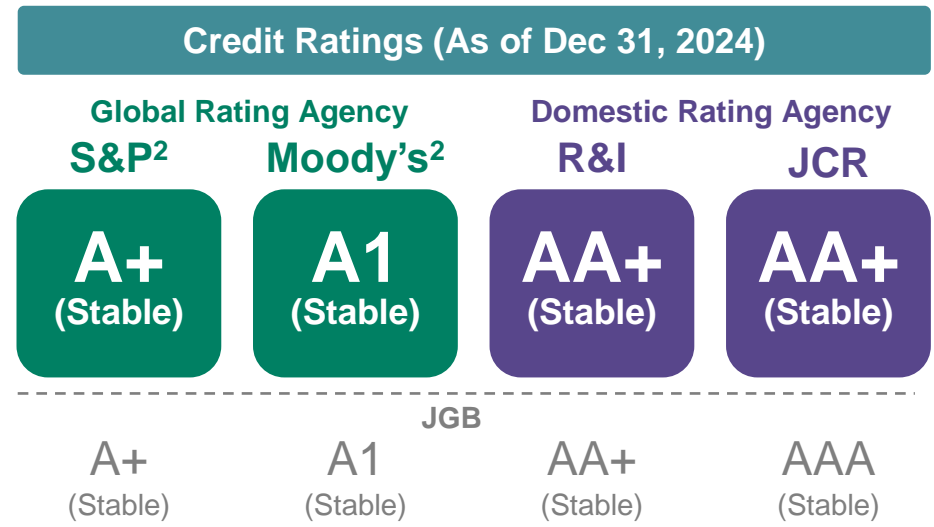 Credit Ratings (As of Dec 31, 2024)
Global Rating Agency Domestic Rating Agency
S&P2 Moody's2 R&I JCR
A+ A1 AA+ AA+
(Stable) (Stable) (Stable) (Stable)
JGB
A+ A1 AA+ AAA
(Stable) (Stable) (Stable) (Stable)